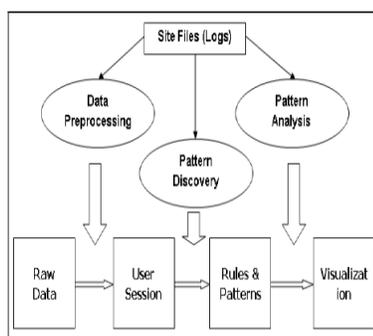 Site Files (Logs)
Data
Preprocessing
Pattern
Analysis
Pattern
Discovery
Raw
Data
User
Session
Rules &
Patterns
Visualizat
ion